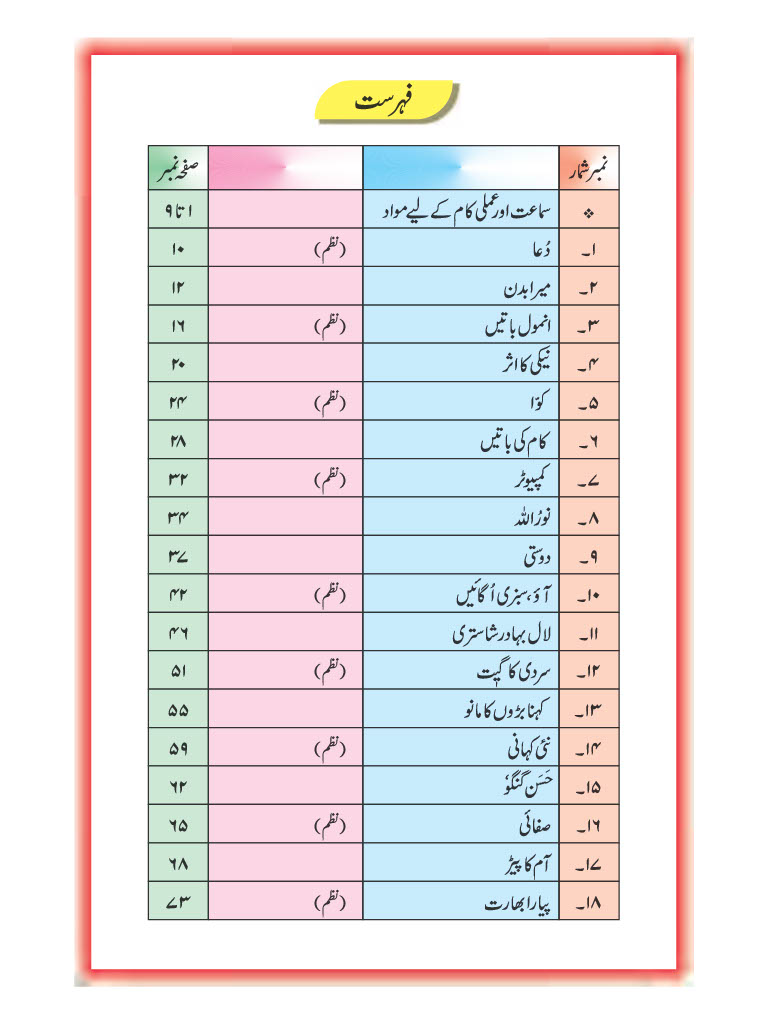 فہرست
نمبر شمار صفحہ نمبر
❖ سماعت اور عملی کام کے لیے مواد ۱ تا ۹
۱۔ دُعا (نظم) ۱۰
۲۔ میرا بدن ۱۲
۳۔ انمول باتیں (نظم) ۱۶
۴۔ نیکی کا اثر ۲۰
۵۔ کوّا (نظم) ۲۴
۶۔ کام کی باتیں ۲۸
۷۔ کمپیوٹر (نظم) ۳۲
۸۔ نورُ اللہ ۳۴
۹۔ دوستی ۳۷
۱۰۔ آؤ، سبزی اُگائیں (نظم) ۴۲
۱۱۔ لال بہادر شاستری ۴۶
۱۲۔ سردی کا گیت (نظم) ۵۱
۱۳۔ کہنا بڑوں کا مانو ۵۵
۱۴۔ نئی کہانی (نظم) ۵۹
۱۵۔ حَسَن گنگوٗ ۶۲
۱۶۔ صفائی (نظم) ۶۵
۱۷۔ آم کا پیڑ ۶۸
۱۸۔ پیارا بھارت (نظم) ۷۳